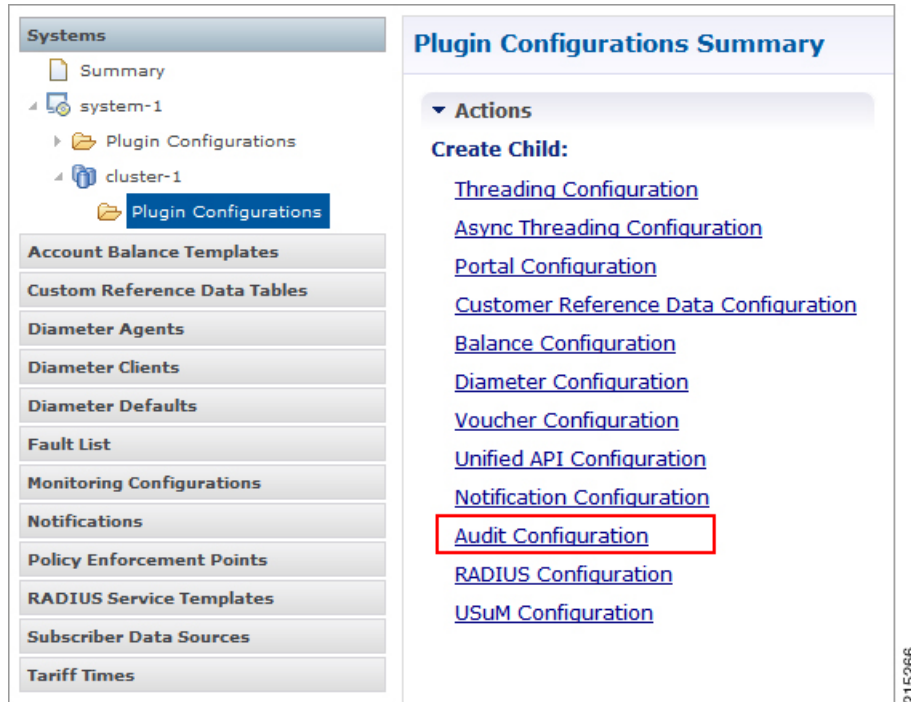 Systems
Summary
system-1
Plugin Configurations
cluster-1
Plugin Configurations
Account Balance Templates
Custom Reference Data Tables
Diameter Agents
Diameter Clients
Diameter Defaults
Fault List
Monitoring Configurations
Notifications
Policy Enforcement Points
RADIUS Service Templates
Subscriber Data Sources
Tariff Times
Plugin Configurations Summary
Actions
Create Child:
Threading Configuration
Async Threading Configuration
Portal Configuration
Customer Reference Data Configuration
Balance Configuration
Diameter Configuration
Voucher Configuration
Unified API Configuration
Notification Configuration
Audit Configuration
RADIUS Configuration
USuM Configuration